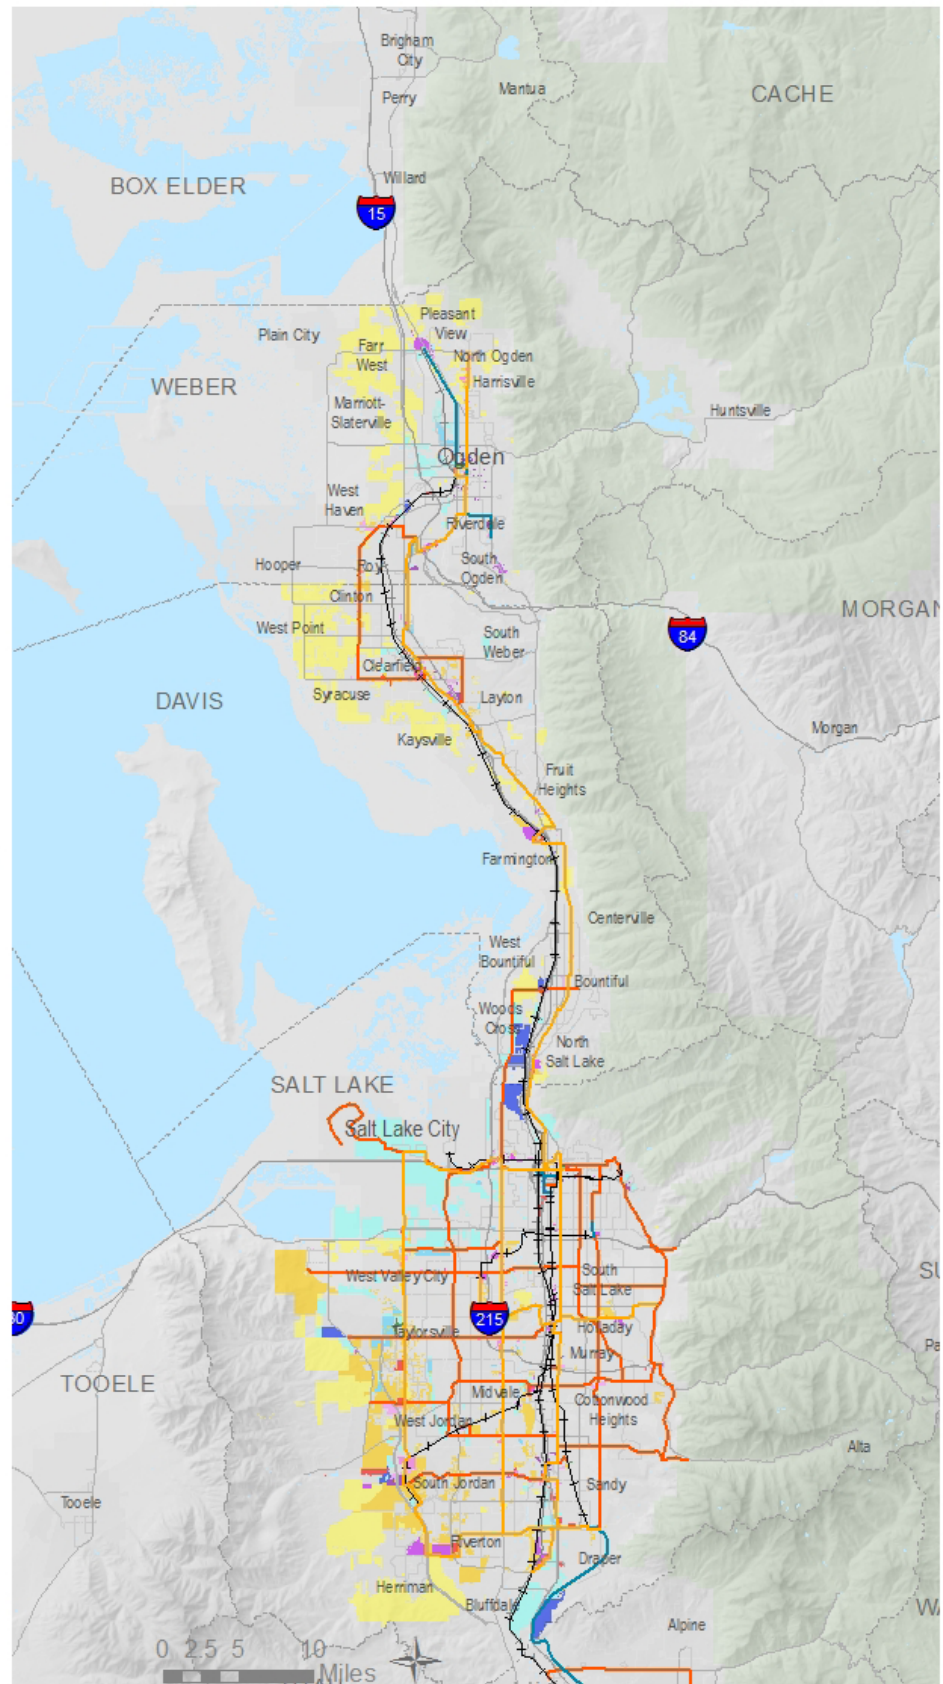 Brigham
City
Mantua
CACHE
Perry
Willard
BOX ELDER
15
Pleasant
View
Plain City
Farr
West
North Ogden
Harrisville
WEBER
Marriott-
Slaterville
Huntsville
Ogden
West
Haven
Riverdale
Hooper
Roy
South
Ogden
Clinton
MORGAN
West Point
South
Weber
84
Clearfield
Syracuse
Layton
DAVIS
Morgan
Kaysville
Fruit
Heights
Farmington
Centerville
West
Bountiful
Bountiful
Woods
Cross
North
Salt Lake
SALT LAKE
Salt Lake City
West Valley City
South
Salt Lake
SU
80
215
Taylorsville
Holladay
Murray
Pa
TOOELE
Midvale
Cottonwood
Heights
West Jordan
Alta
South Jordan
Sandy
Tooele
Riverton
Draper
Herriman
Bluffdale
WA
Alpine
0 2.5 5 10
Miles